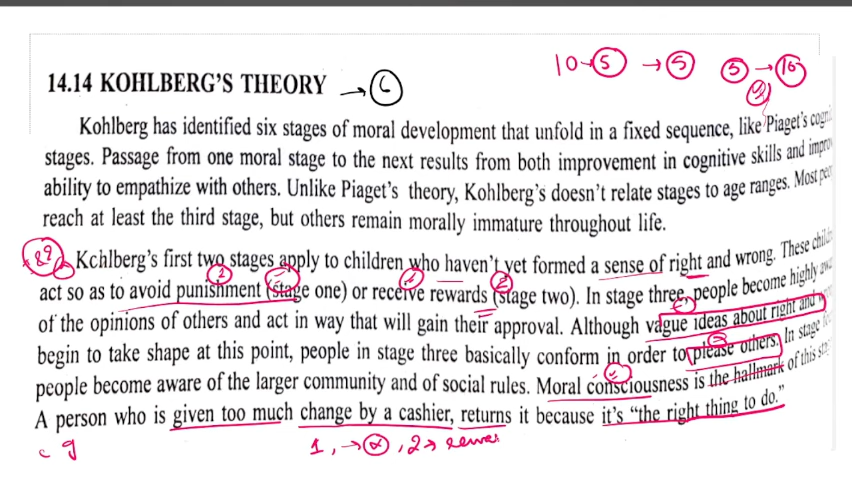 10 → 5 → 5 5 → 10
14.14 KOHLBERG'S THEORY → 6
Kohlberg has identified six stages of moral development that unfold in a fixed sequence, like Piaget's cogni
stages. Passage from one moral stage to the next results from both improvement in cognitive skills and improv
ability to empathize with others. Unlike Piaget's theory, Kohlberg's doesn't relate stages to age ranges. Most peo
reach at least the third stage, but others remain morally immature throughout life.
Kohlberg's first two stages apply to children who haven't yet formed a sense of right and wrong. These child
act so as to avoid punishment (stage one) or receive rewards (stage two). In stage three, people become highly awa
of the opinions of others and act in way that will gain their approval. Although vague ideas about right and
begin to take shape at this point, people in stage three basically conform in order to please others. In stage
people become aware of the larger community and of social rules. Moral consciousness is the hallmark of this sta
A person who is given too much change by a cashier, returns it because it's "the right thing to do."
1, → , 2 →